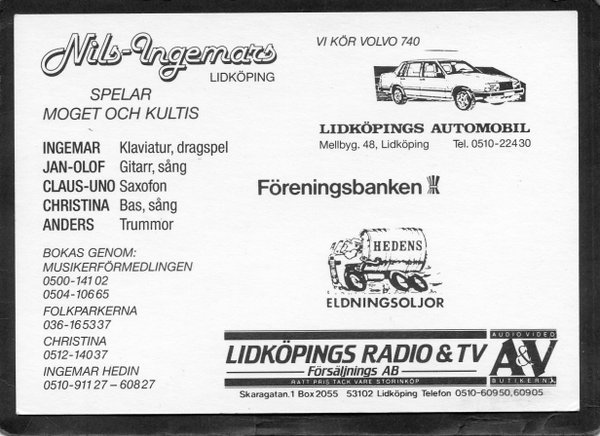 Nils-Ingemars
LIDKÖPING
SPELAR
MOGET OCH KULTIS
INGEMAR Klaviatur, dragspel
JAN-OLOF Gitarr, sång
CLAUS-UNO Saxofon
CHRISTINA Bas, sång
ANDERS Trummor
BOKAS GENOM:
MUSIKERFÖRMEDLINGEN
0500-141 02
0504-106 65
FOLKPARKERNA
036-16 53 37
CHRISTINA
0512-140 37
INGEMAR HEDIN
0510-911 27 – 608 27
VI KÖR VOLVO 740
LIDKÖPINGS AUTOMOBIL
Mellbyg. 48, Lidköping Tel. 0510-224 30
Föreningsbanken
HEDENS
ELDNINGSOLJOR
LIDKÖPINGS RADIO & TV
Försäljnings AB
RÄTT PRIS TACK VARE STORINKÖP
AUDIO VIDEO
A&V
BUTIKERNA
Skaragatan.1 Box 2055 531 02 Lidköping Telefon 0510-609 50, 609 05